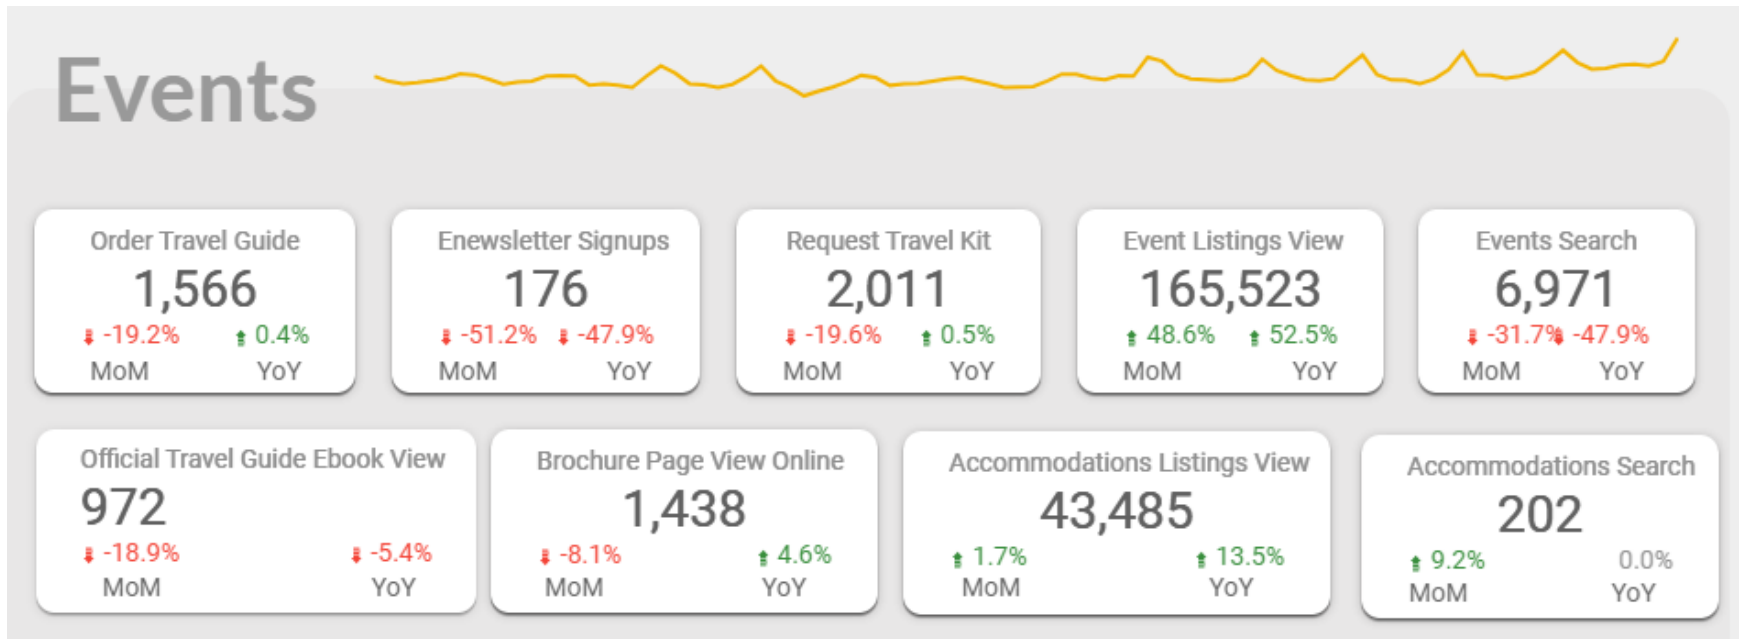 Events
Order Travel Guide
1,566
-19.2% 0.4%
MoM YoY
Enewsletter Signups
176
-51.2% -47.9%
MoM YoY
Request Travel Kit
2,011
-19.6% 0.5%
MoM YoY
Event Listings View
165,523
48.6% 52.5%
MoM YoY
Events Search
6,971
-31.7% -47.9%
MoM YoY
Official Travel Guide Ebook View
972
-18.9% -5.4%
MoM YoY
Brochure Page View Online
1,438
-8.1% 4.6%
MoM YoY
Accommodations Listings View
43,485
1.7% 13.5%
MoM YoY
Accommodations Search
202
9.2% 0.0%
MoM YoY